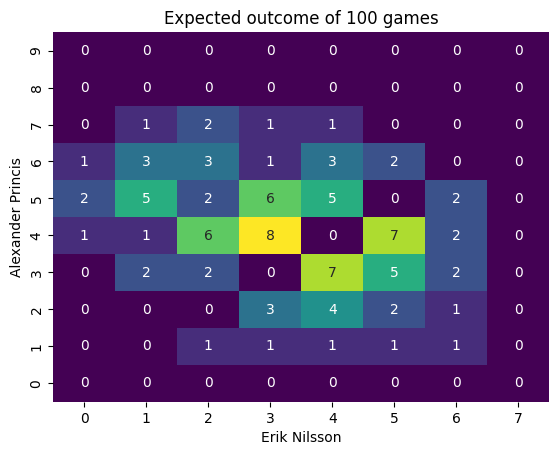 Expected outcome of 100 games
Alexander Princis
9 0 0 0 0 0 0 0 0
8 0 0 0 0 0 0 0 0
7 0 1 2 1 1 0 0 0
6 1 3 3 1 3 2 0 0
5 2 5 2 6 5 0 2 0
4 1 1 6 8 0 7 2 0
3 0 2 2 0 7 5 2 0
2 0 0 0 3 4 2 1 0
1 0 0 1 1 1 1 1 0
0 0 0 0 0 0 0 0 0
0 1 2 3 4 5 6 7
Erik Nilsson